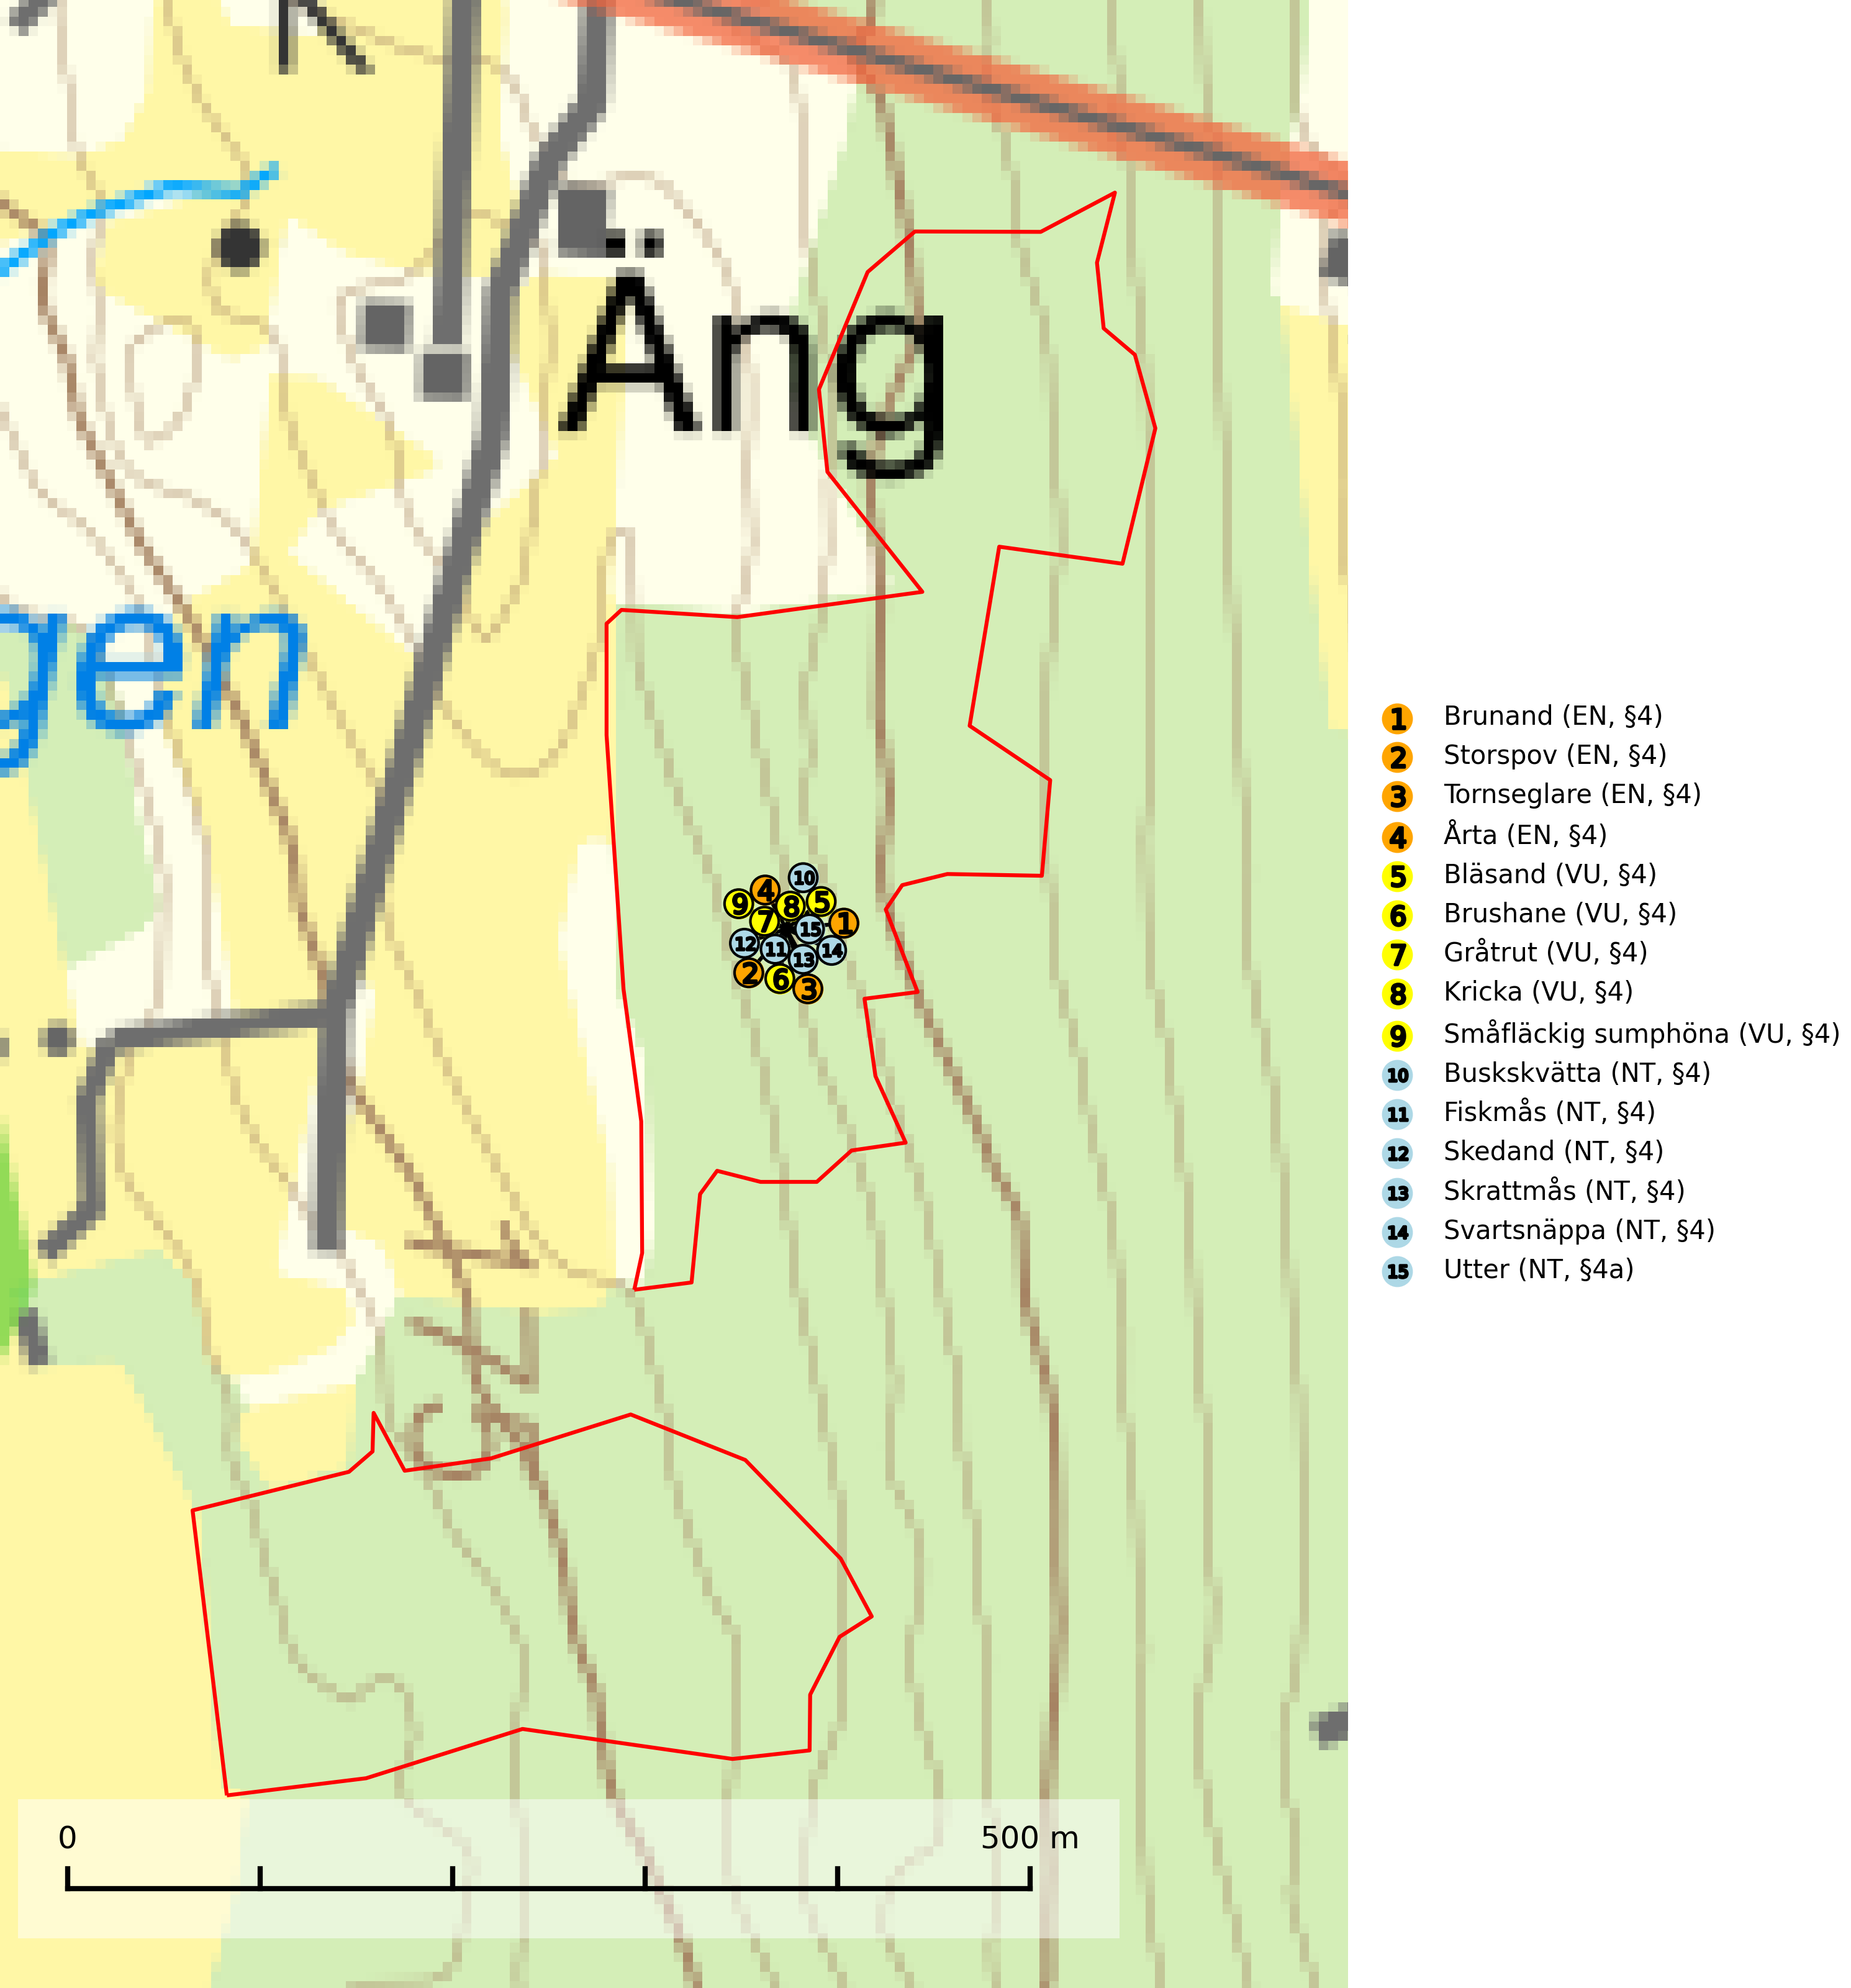 Äng
gen
1 Brunand (EN, §4)
2 Storspov (EN, §4)
3 Tornseglare (EN, §4)
4 Årta (EN, §4)
5 Bläsand (VU, §4)
6 Brushane (VU, §4)
7 Gråtrut (VU, §4)
8 Kricka (VU, §4)
9 Småfläckig sumphöna (VU, §4)
10 Buskskvätta (NT, §4)
11 Fiskmås (NT, §4)
12 Skedand (NT, §4)
13 Skrattmås (NT, §4)
14 Svartsnäppa (NT, §4)
15 Utter (NT, §4a)
10
4
9
8
5
7
1
15
12
11
14
13
2
6
3
0 500 m